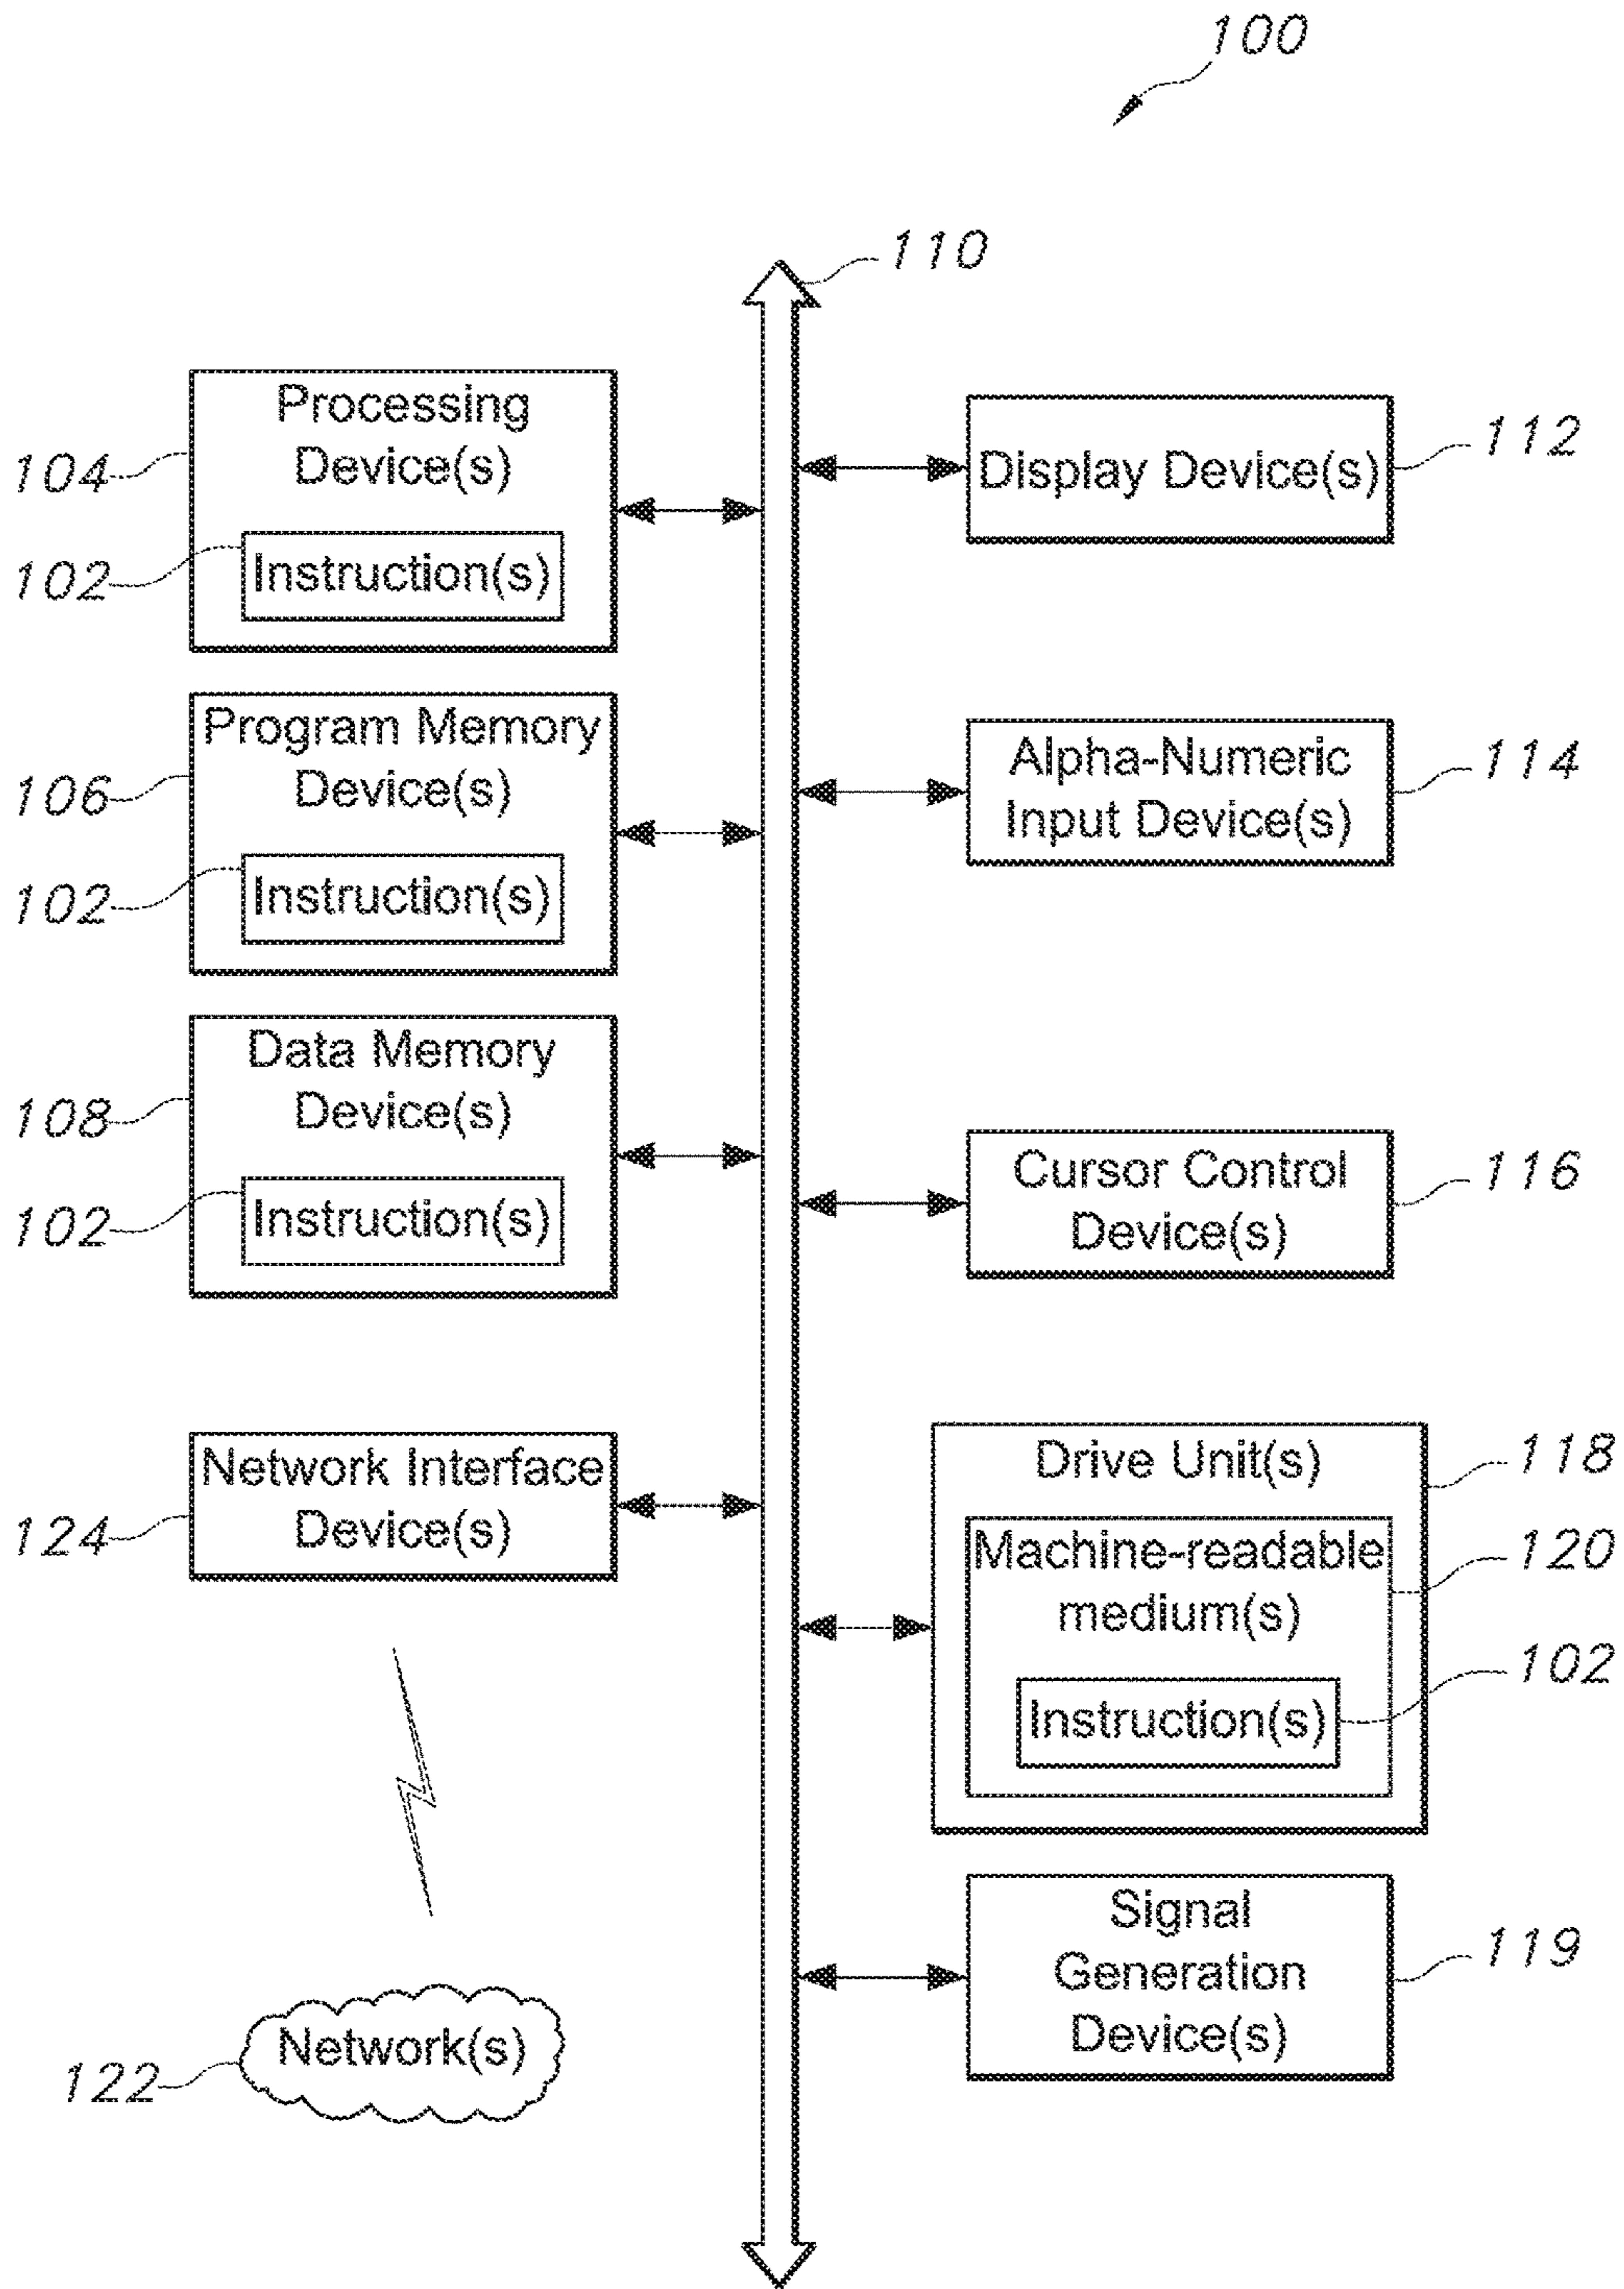 100
110
Processing
Device(s)
104
Instruction(s)
102
Program Memory
Device(s)
106
Instruction(s)
102
Data Memory
Device(s)
108
Instruction(s)
102
Network Interface
Device(s)
124
Network(s)
122
Display Device(s)
112
Alpha-Numeric
Input Device(s)
114
Cursor Control
Device(s)
116
Drive Unit(s)
118
Machine-readable
medium(s)
120
Instruction(s)
102
Signal
Generation
Device(s)
119